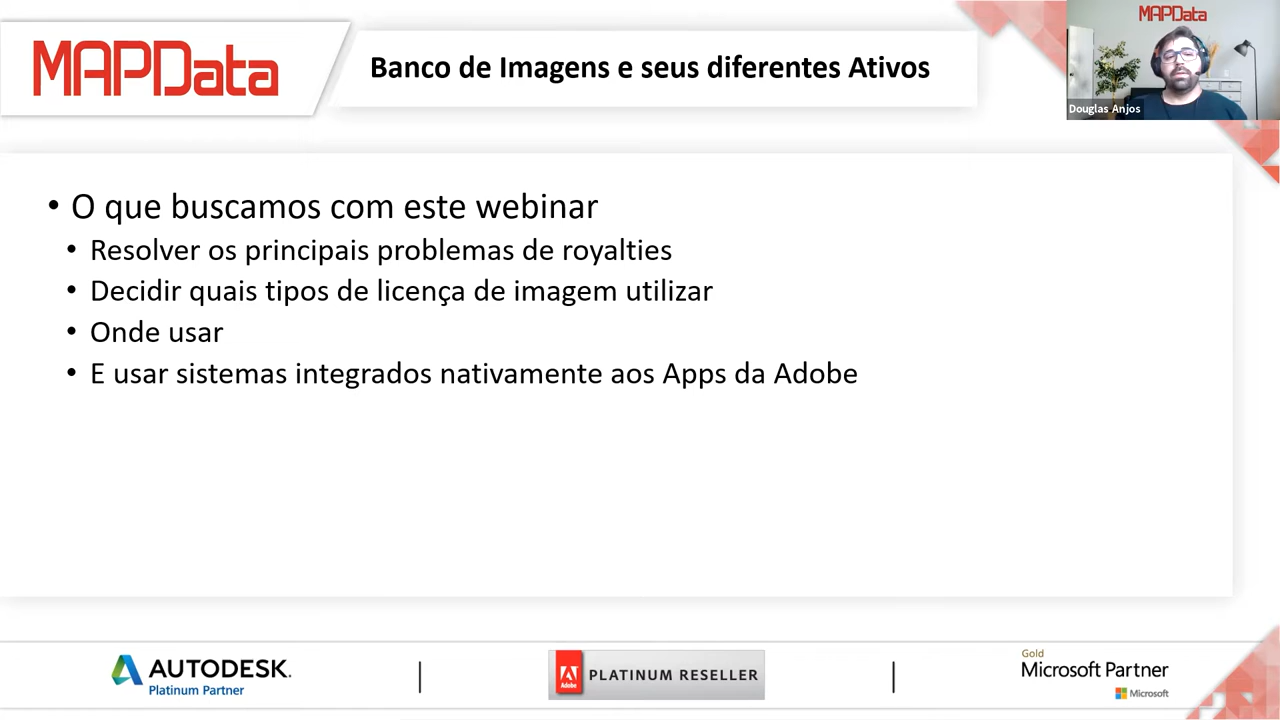 MAPData
Banco de Imagens e seus diferentes Ativos
MAPData
Douglas Anjos
• O que buscamos com este webinar
• Resolver os principais problemas de royalties
• Decidir quais tipos de licença de imagem utilizar
• Onde usar
• E usar sistemas integrados nativamente aos Apps da Adobe
AUTODESK.
Platinum Partner
Adobe
PLATINUM RESELLER
Gold
Microsoft Partner
Microsoft